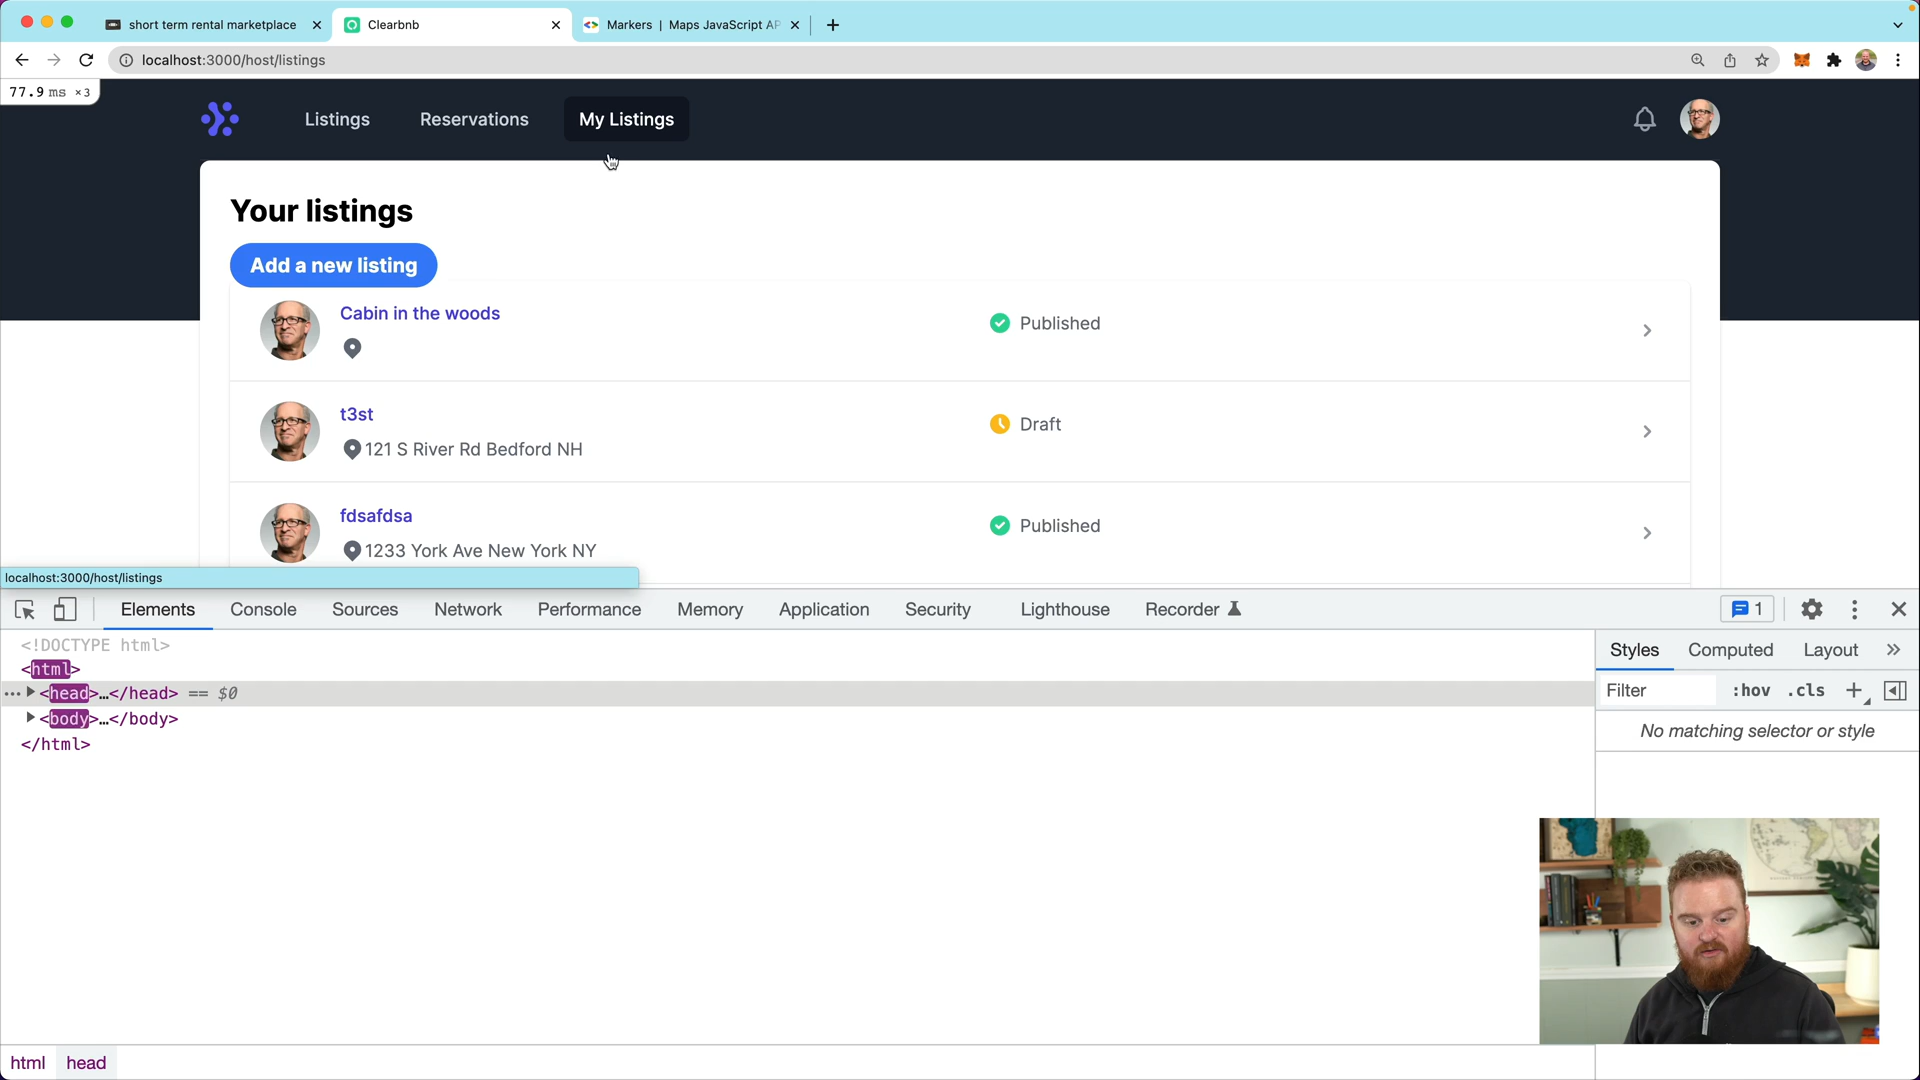 short term rental marketplace
Clearbnb
Markers | Maps JavaScript AP
localhost:3000/host/listings
77.9 ms ×3
Listings
Reservations
My Listings
Your listings
Add a new listing
Cabin in the woods
Published
t3st
121 S River Rd Bedford NH
Draft
fdsafdsa
1233 York Ave New York NY
Published
localhost:3000/host/listings
Elements
Console
Sources
Network
Performance
Memory
Application
Security
Lighthouse
Recorder
1
<!DOCTYPE html>
<html>
<head>…</head> == $0
<body>…</body>
</html>
Styles
Computed
Layout
Filter
:hov
.cls
No matching selector or style
html
head